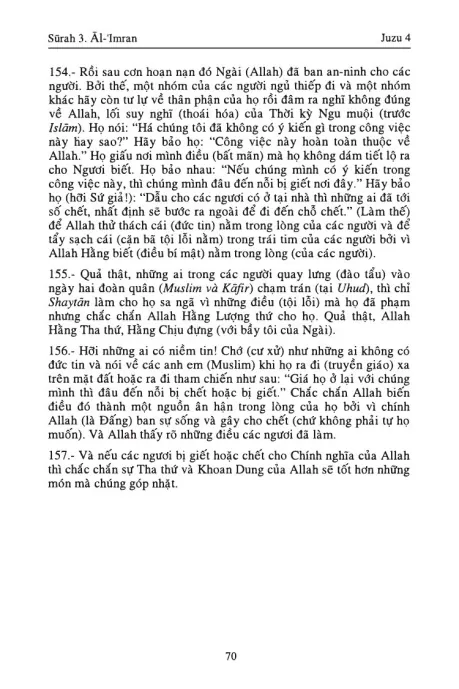 Sūrah 3. Āl-'Imran Juzu 4
154.- Rồi sau cơn hoạn nạn đó Ngài (Allah) đã ban an-ninh cho các
người. Bởi thế, một nhóm của các người ngủ thiếp đi và một nhóm
khác hãy còn tư lự về thân phận của họ rồi đâm ra nghĩ không đúng
về Allah, lối suy nghĩ (thoái hóa) của Thời kỳ Ngu muội (trước
Islām). Họ nói: “Há chúng tôi đã không có ý kiến gì trong công việc
này hay sao?” Hãy bảo họ: “Công việc này hoàn toàn thuộc về
Allah.” Họ giấu nơi mình điều (bất mãn) mà họ không dám tiết lộ ra
cho Ngươi biết. Họ bảo nhau: “Nếu chúng mình có ý kiến trong
công việc này, thì chúng mình đâu đến nỗi bị giết nơi đây.” Hãy bảo
họ (hỡi Sứ giả!): “Dẫu cho các ngươi có ở tại nhà thì những ai đã tới
số chết, nhất định sẽ bước ra ngoài để đi đến chỗ chết.” (Làm thế)
để Allah thử thách cái (đức tin) nằm trong lòng của các người và để
tẩy sạch cái (cặn bã tội lỗi nằm) trong trái tim của các người bởi vì
Allah Hằng biết (điều bí mật) nằm trong lòng (của các người).
155.- Quả thật, những ai trong các người quay lưng (đào tẩu) vào
ngày hai đoàn quân (Muslim và Kāfir) chạm trán (tại Uhud), thì chỉ
Shaytān làm cho họ sa ngã vì những điều (tội lỗi) mà họ đã phạm
nhưng chắc chắn Allah Hằng Lượng thứ cho họ. Quả thật, Allah
Hằng Tha thứ, Hằng Chịu đựng (với bầy tôi của Ngài).
156.- Hỡi những ai có niềm tin! Chớ (cư xử) như những ai không có
đức tin và nói về các anh em (Muslim) khi họ ra đi (truyền giáo) xa
trên mặt đất hoặc ra đi tham chiến như sau: “Giá họ ở lại với chúng
mình thì đâu đến nỗi bị chết hoặc bị giết.” Chắc chắn Allah biến
điều đó thành một nguồn ân hận trong lòng của họ bởi vì chính
Allah (là Đấng) ban sự sống và gây cho chết (chứ không phải tự họ
muốn). Và Allah thấy rõ những điều các ngươi đã làm.
157.- Và nếu các ngươi bị giết hoặc chết cho Chính nghĩa của Allah
thì chắc chắn sự Tha thứ và Khoan Dung của Allah sẽ tốt hơn những
món mà chúng góp nhặt.
70